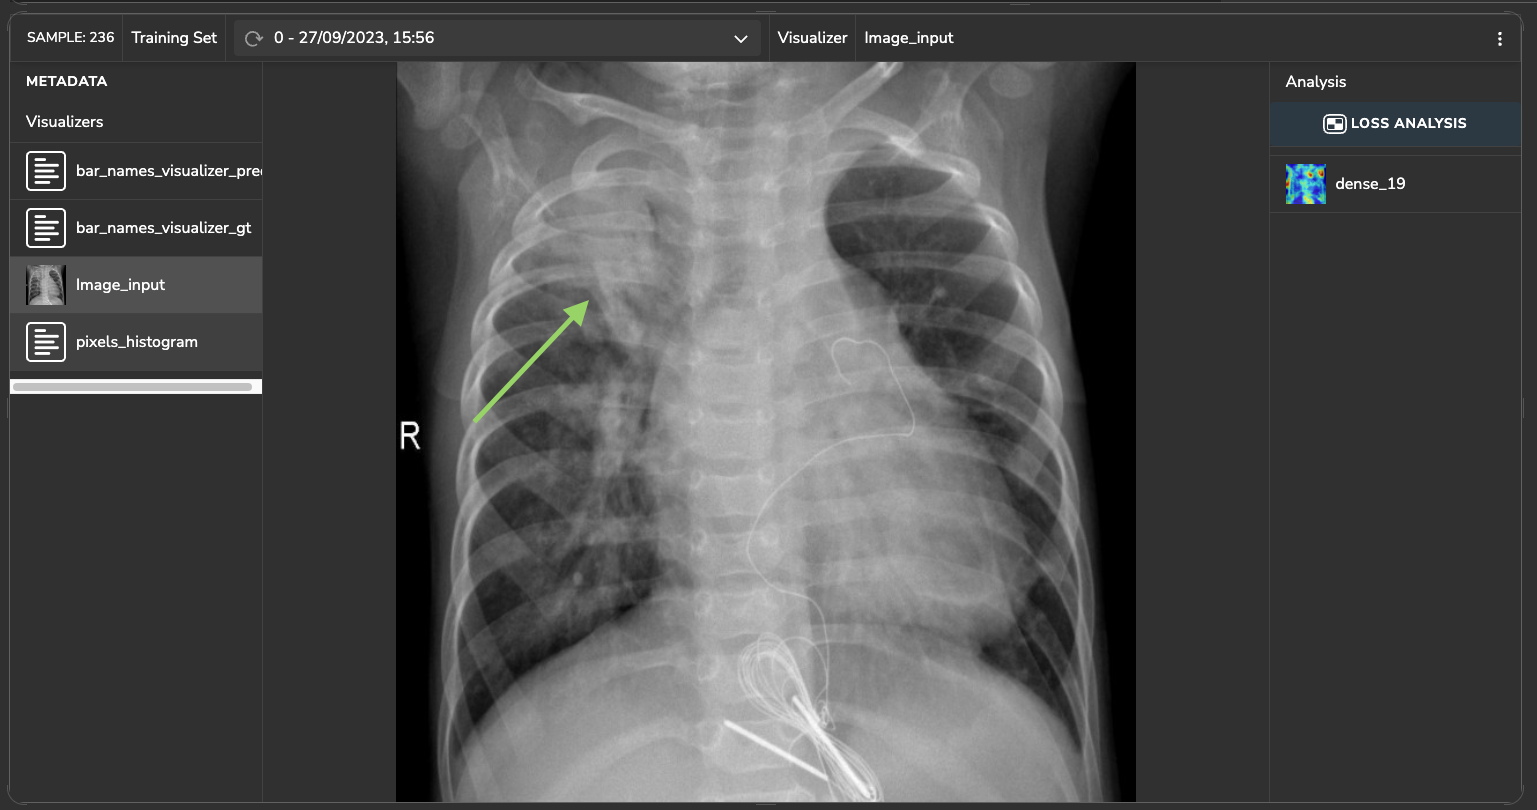 SAMPLE: 236 Training Set 0 - 27/09/2023, 15:56 Visualizer Image_input
METADATA
Visualizers
bar_names_visualizer_pre
bar_names_visualizer_gt
Image_input
pixels_histogram
R
Analysis
LOSS ANALYSIS
dense_19